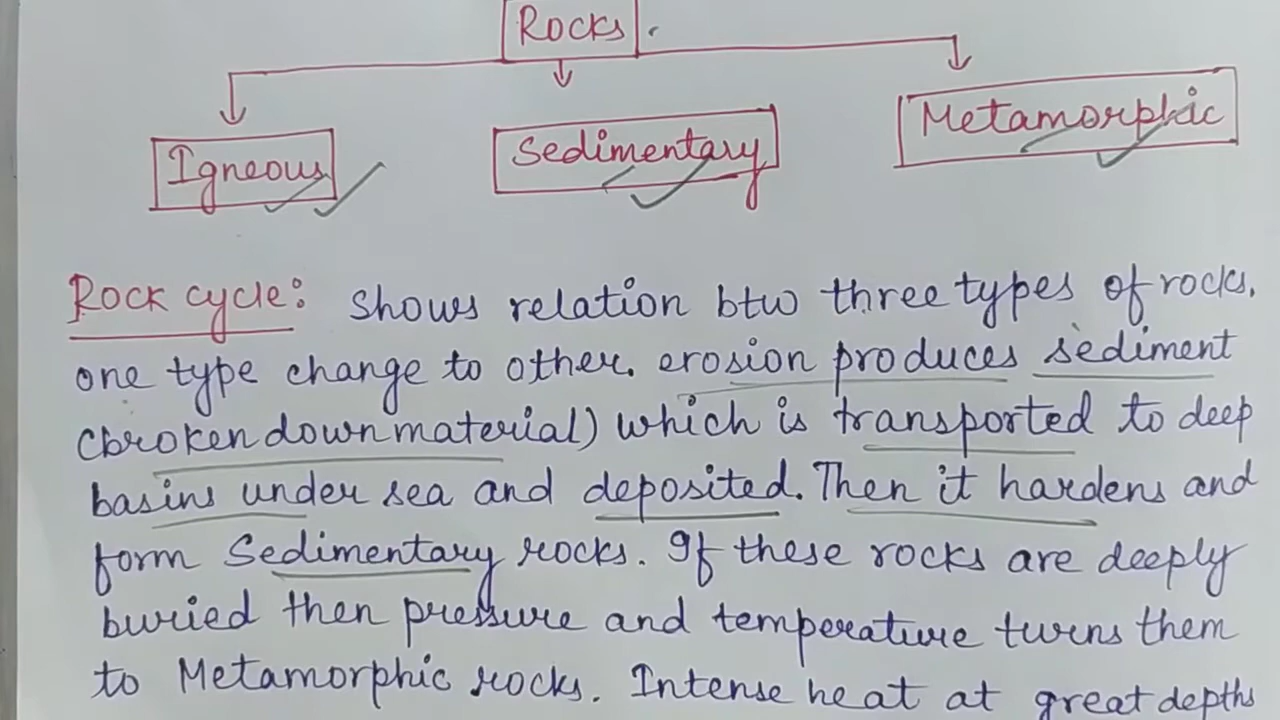 Rocks
Igneous
Sedimentary
Metamorphic
Rock cycle: Shows relation btw three types of rocks.
one type change to other. erosion produces sediment
(broken down material) which is transported to deep
basins under sea and deposited. Then it hardens and
form Sedimentary rocks. If these rocks are deeply
buried then pressure and temperature turns them
to Metamorphic rocks. Intense heat at great depths